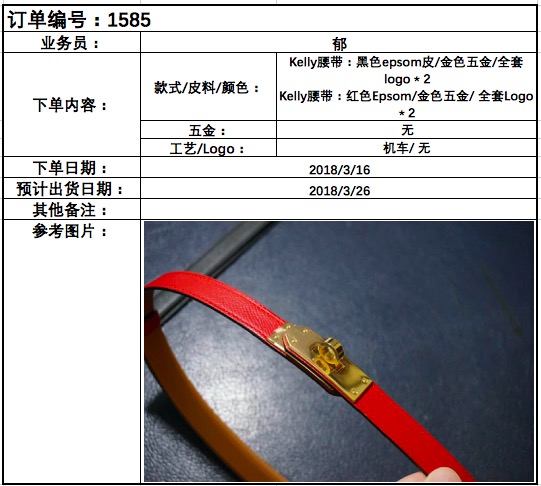 订单编号：1585
业务员：
郁
下单内容：
款式/皮料/颜色：
Kelly腰带：黑色epsom皮/金色五金/全套
logo＊2
Kelly腰带：红色Epsom/金色五金/ 全套Logo
＊2
五金：
无
工艺/Logo：
机车/ 无
下单日期：
2018/3/16
预计出货日期：
2018/3/26
其他备注：
参考图片：